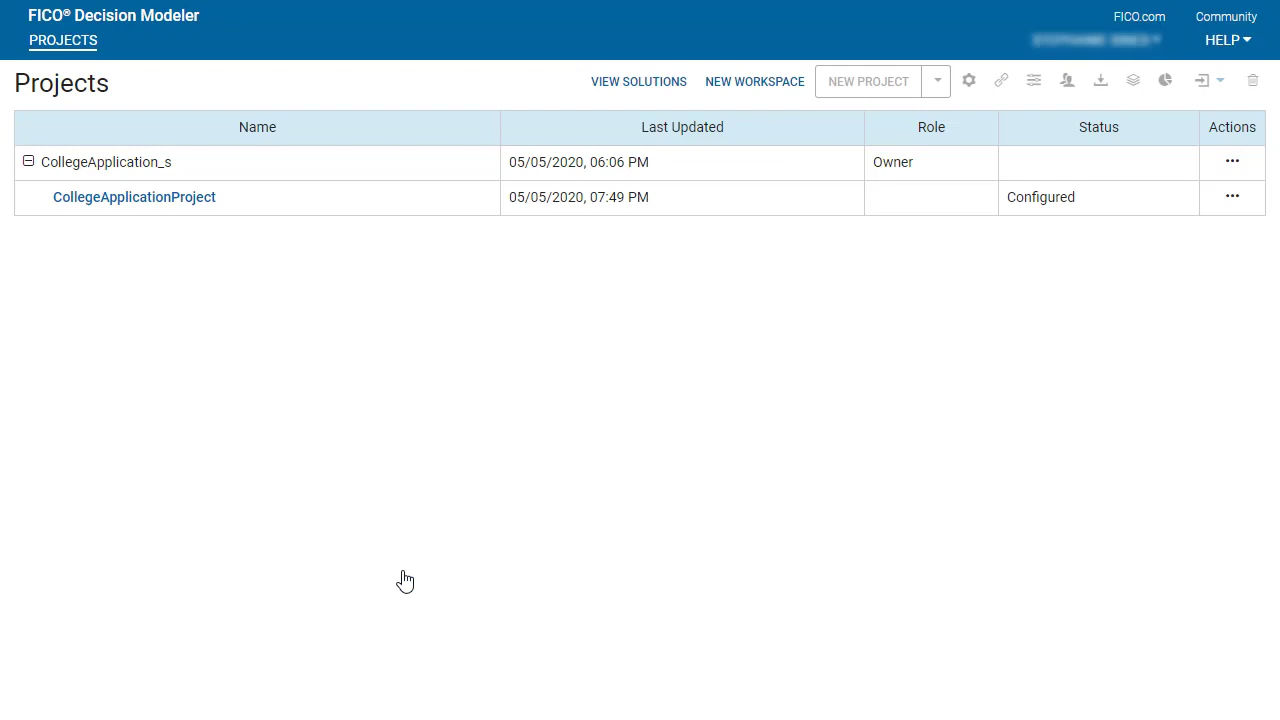 FICO® Decision Modeler
FICO.com Community
PROJECTS
HELP
Projects
VIEW SOLUTIONS NEW WORKSPACE NEW PROJECT
Name Last Updated Role Status Actions
CollegeApplication_s 05/05/2020, 06:06 PM Owner
CollegeApplicationProject 05/05/2020, 07:49 PM Configured